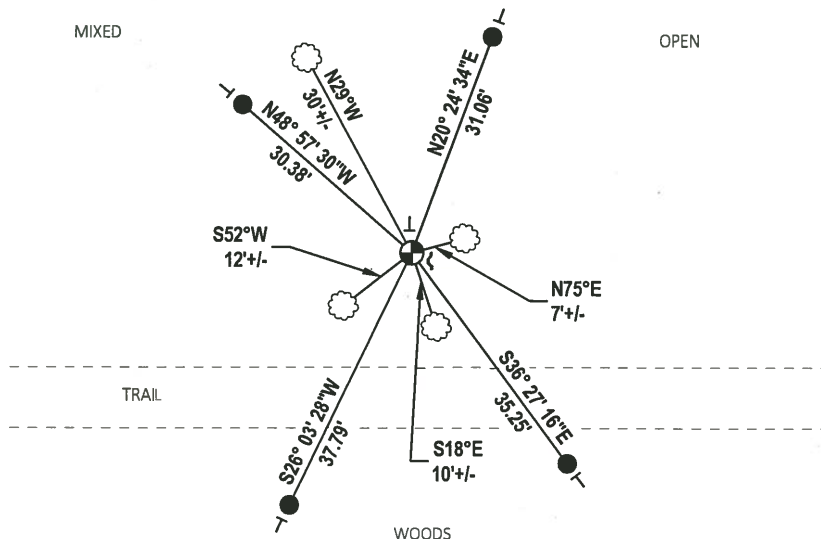 MIXED
OPEN
N29°W
30'+/-
N20° 24' 34"E
31.06'
N48° 57' 30"W
30.38'
S52°W
12'+/-
N75°E
7'+/-
TRAIL
S36° 27' 16"E
35.25'
S26° 03' 28"W
37.79'
S18°E
10'+/-
WOODS